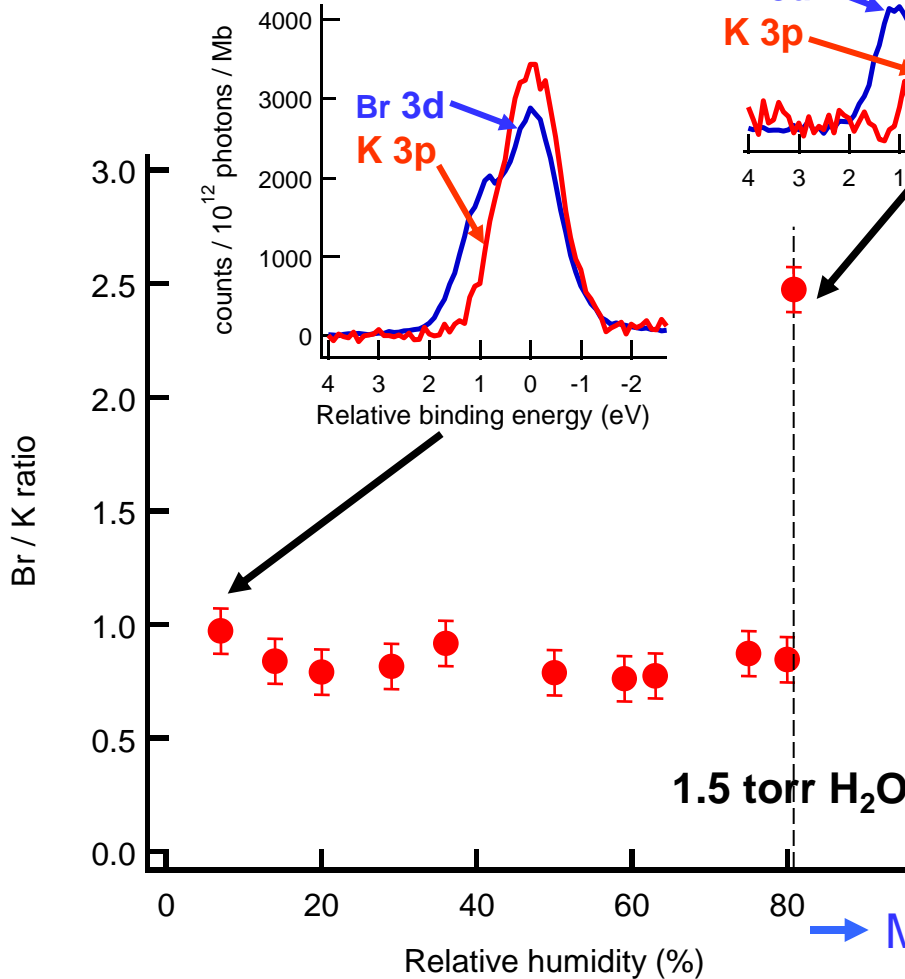 counts / 10¹² photons / Mb
4000
3000
2000
1000
0
Br 3d
K 3p
4 3 2 1 0 -1 -2
Relative binding energy (eV)
K 3p
4 3 2 1
Br / K ratio
3.0
2.5
2.0
1.5
1.0
0.5
0.0
1.5 torr H₂O
0 20 40 60 80
Relative humidity (%)